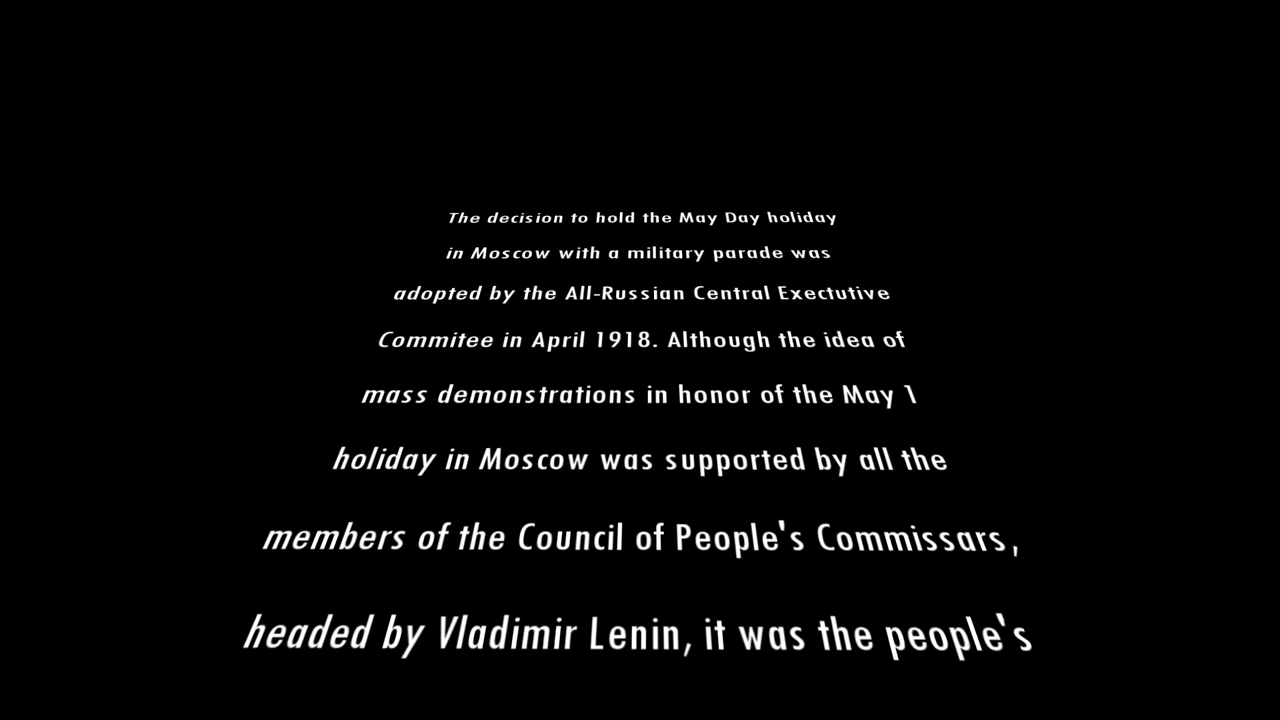 The decision to hold the May Day holiday
in Moscow with a military parade was
adopted by the All-Russian Central Exectutive
Commitee in April 1918. Although the idea of
mass demonstrations in honor of the May 1
holiday in Moscow was supported by all the
members of the Council of People's Commissars,
headed by Vladimir Lenin, it was the people's